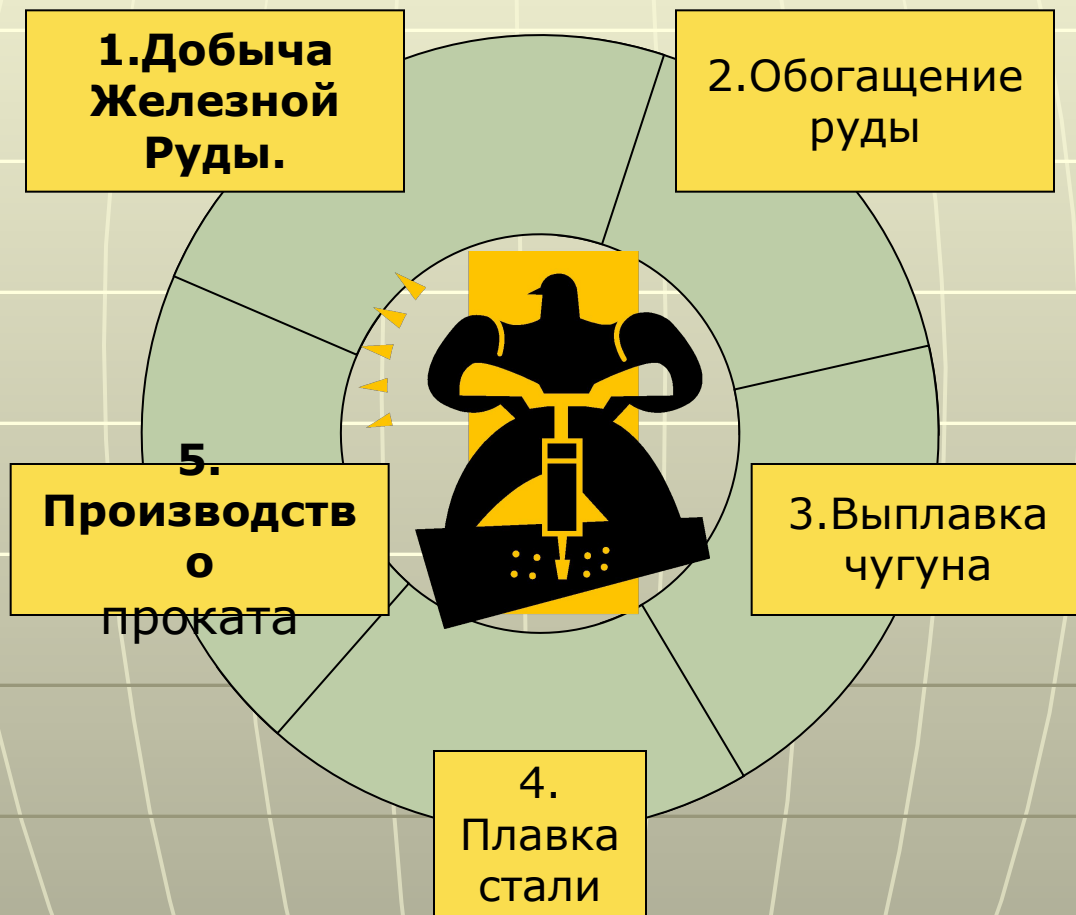 1.Добыча
Железной
Руды.
2.Обогащение
руды
3.Выплавка
чугуна
4.
Плавка
стали
5.
Производств
о
проката